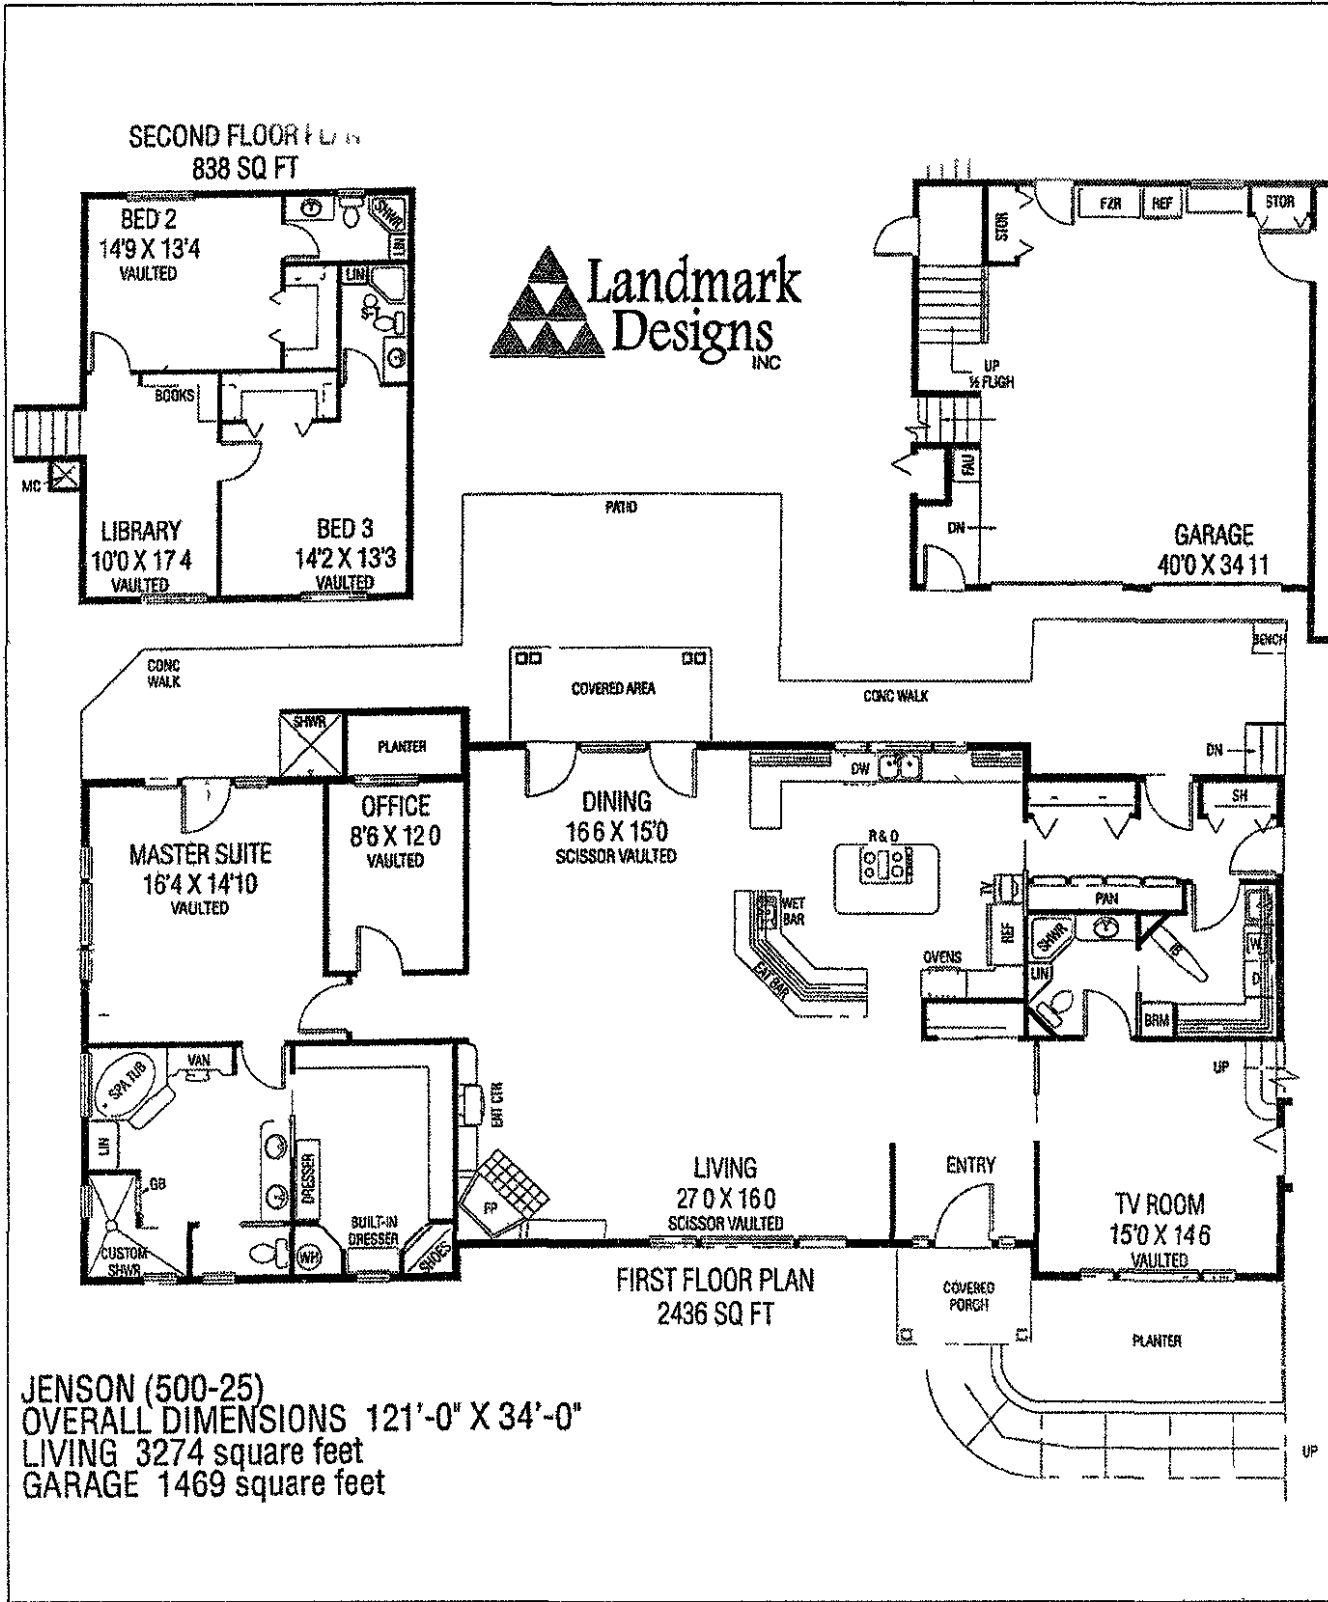 SECOND FLOOR
838 SQ FT
BED 2
14'9 X 13'4
VAULTED
SHWR
LIN
LIN
BOOKS
MC
LIBRARY
10'0 X 17 4
VAULTED
BED 3
14'2 X 13'3
VAULTED
Landmark
Designs
INC
STOR
FZR
REF
STOR
UP
½ FLIGH
FAU
DN
GARAGE
40'0 X 34 11
PATIO
CONC
WALK
COVERED AREA
CONC WALK
BENCH
DN
SHWR
PLANTER
MASTER SUITE
16'4 X 14'10
VAULTED
OFFICE
8'6 X 12 0
VAULTED
DINING
16 6 X 15'0
SCISSOR VAULTED
DW
R & O
WET
BAR
EAT BAR
TV
REF
OVENS
SH
PAN
SHWR
LIN
IB
W
D
BRM
UP
SPA TUB
VAN
LIN
GB
CUSTOM
SHWR
DRESSER
WH
BUILT-IN
DRESSER
SHOES
ENT CTR
FP
LIVING
27 0 X 16 0
SCISSOR VAULTED
ENTRY
TV ROOM
15'0 X 14 6
VAULTED
FIRST FLOOR PLAN
2436 SQ FT
COVERED
PORCH
PLANTER
UP
JENSON (500-25)
OVERALL DIMENSIONS 121'-0" X 34'-0"
LIVING 3274 square feet
GARAGE 1469 square feet